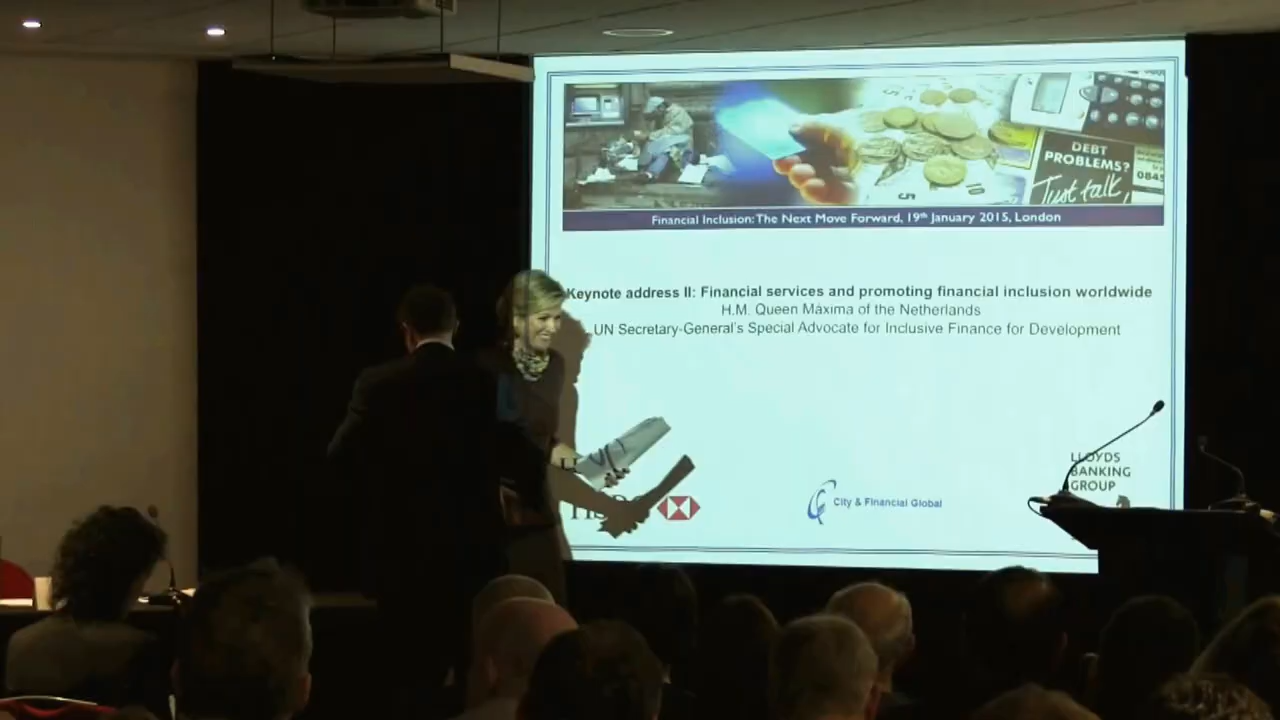 DEBT
PROBLEMS?
Just talk
0845
Financial Inclusion: The Next Move Forward, 19th January 2015, London
Keynote address II: Financial services and promoting financial inclusion worldwide
H.M. Queen Máxima of the Netherlands
UN Secretary-General's Special Advocate for Inclusive Finance for Development
City & Financial Global
LLOYDS
BANKING
GROUP